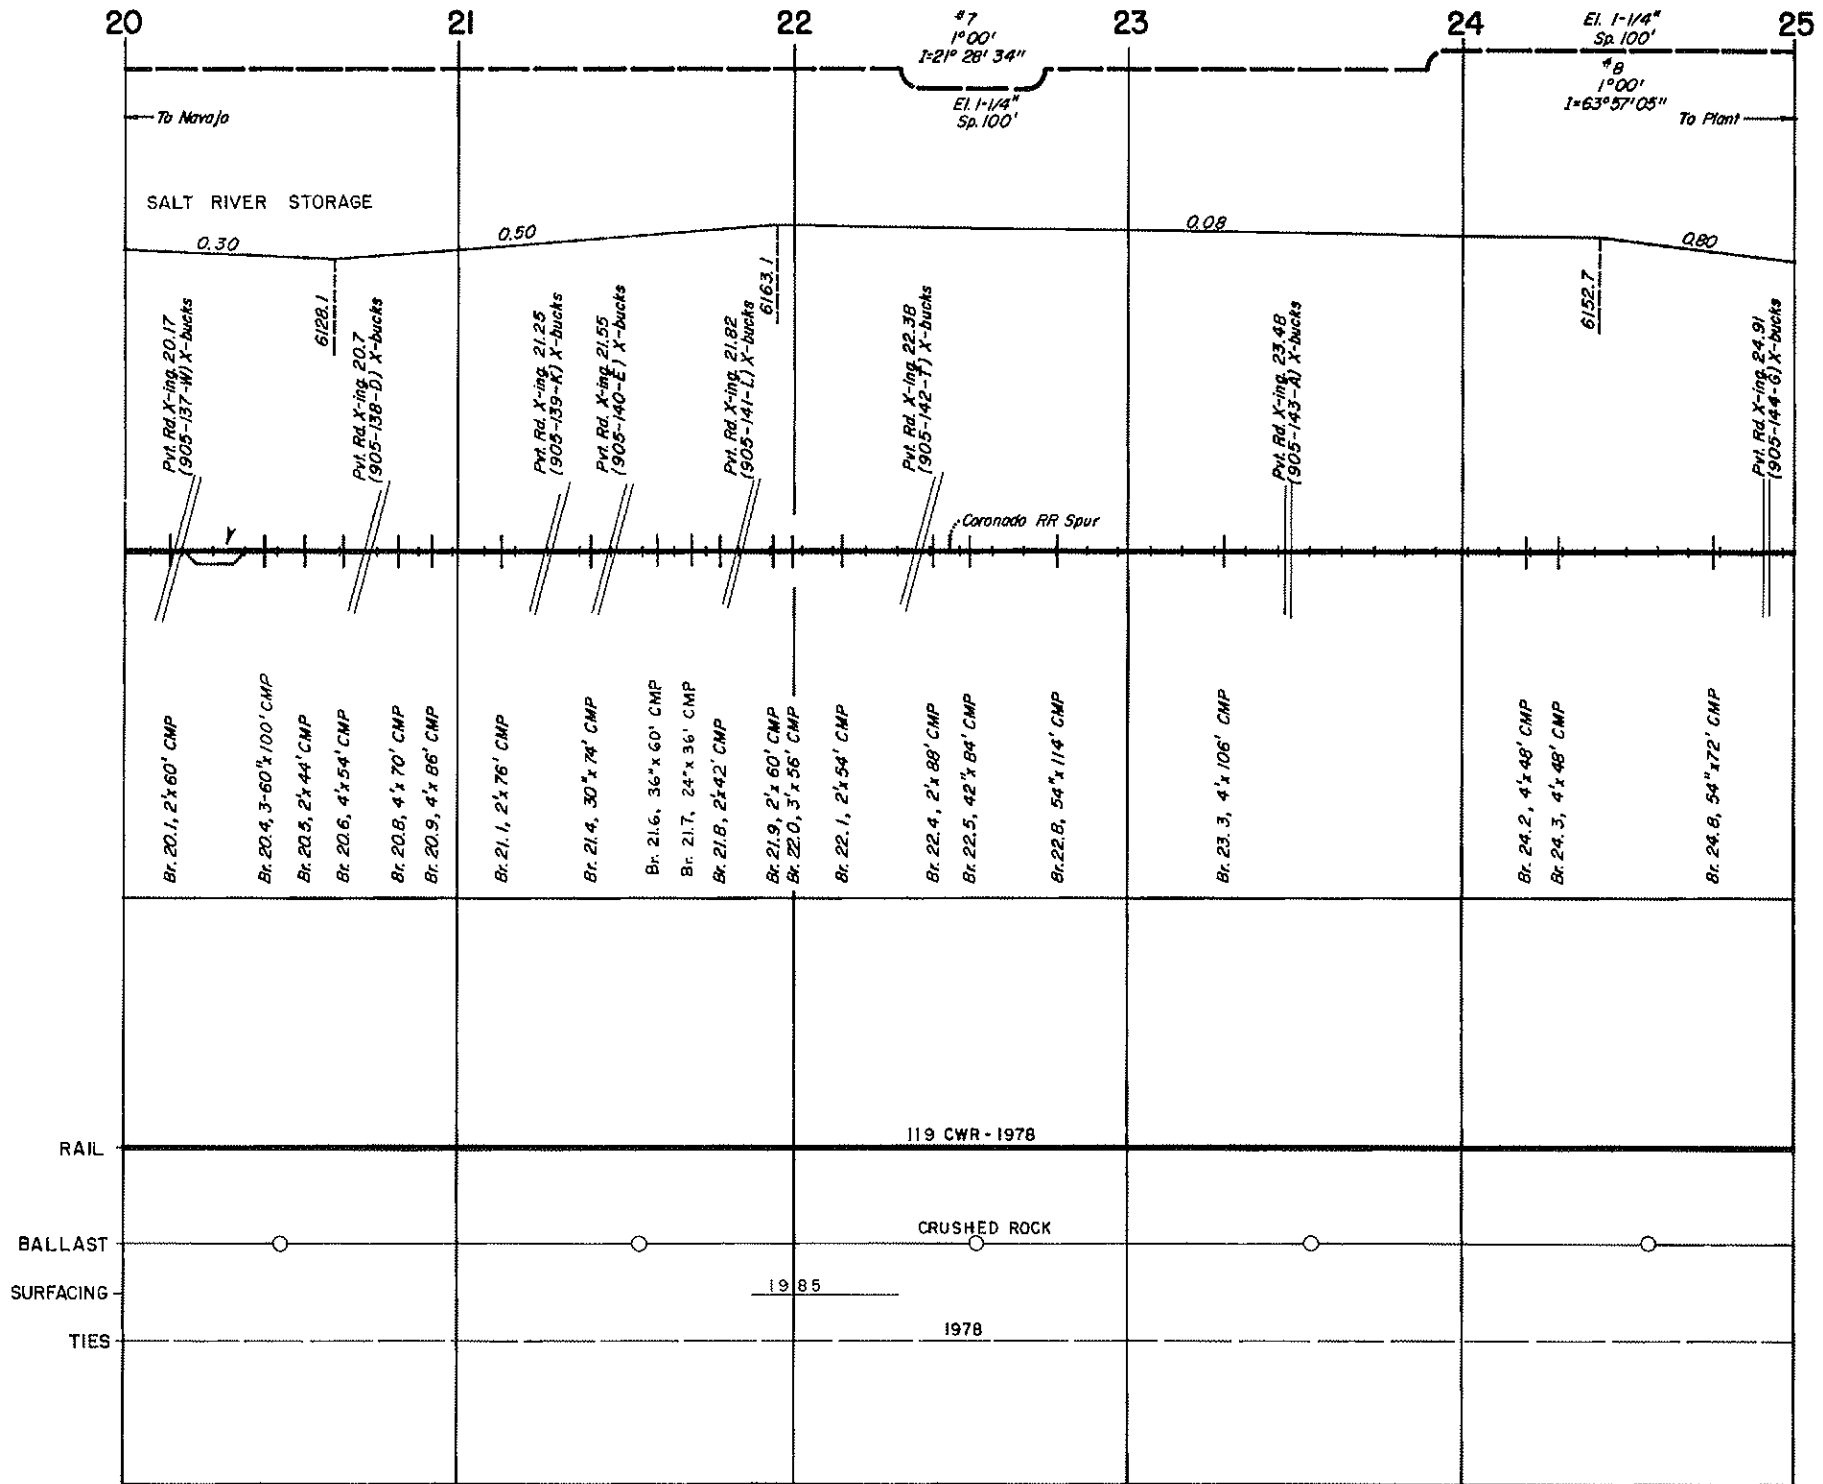 20
21
22
23
24
25
#7
1°00'
I=21° 28' 34"
El. 1-1/4"
Sp. 100'
El. 1-1/4"
Sp. 100'
#8
1°00'
I=63°57'05"
To Navajo
To Plant
SALT RIVER STORAGE
0.30
0.50
0.08
0.80
6128.1
6163.1
6152.7
Pvt. Rd. X-ing. 20.17
(905-137-W) X-bucks
Pvt. Rd. X-ing. 20.7
(905-138-D) X-bucks
Pvt. Rd. X-ing. 21.25
(905-139-K) X-bucks
Pvt. Rd. X-ing. 21.55
(905-140-E) X-bucks
Pvt. Rd. X-ing. 21.82
(905-141-L) X-bucks
Pvt. Rd. X-ing. 22.38
(905-142-T) X-bucks
Pvt. Rd. X-ing. 23.48
(905-143-A) X-bucks
Pvt. Rd. X-ing. 24.91
(905-144-G) X-bucks
Y
Coronado RR Spur
Br. 20.1, 2'x60' CMP
Br. 20.4, 3-60"x100' CMP
Br. 20.5, 2'x44' CMP
Br. 20.6, 4'x54' CMP
Br. 20.8, 4'x 70' CMP
Br. 20.9, 4'x 86' CMP
Br. 21.1, 2'x76' CMP
Br. 21.4, 30"x 74' CMP
Br. 21.6, 36"x 60' CMP
Br. 21.7, 24"x 36' CMP
Br. 21.8, 2'x42' CMP
Br. 21.9, 2'x 60' CMP
Br. 22.0, 3'x 56' CMP
Br. 22.1, 2'x54' CMP
Br. 22.4, 2'x 88' CMP
Br. 22.5, 42"x 84' CMP
Br. 22.8, 54"x 114' CMP
Br. 23.3, 4'x 106' CMP
Br. 24.2, 4'x48' CMP
Br. 24.3, 4'x 48' CMP
Br. 24.8, 54"x72' CMP
RAIL
119 CWR - 1978
BALLAST
CRUSHED ROCK
SURFACING
1985
TIES
1978